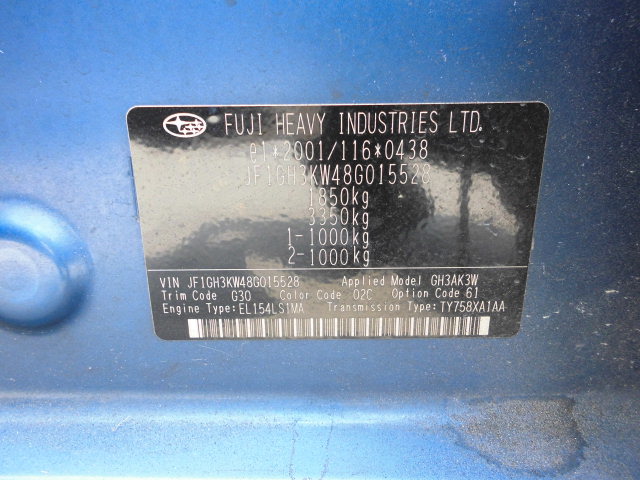 FUJI HEAVY INDUSTRIES LTD.
e1*2001/116*0438
JF1GH3KW48G015528
1850kg
3350kg
1-1000kg
2-1000kg
VIN JF1GH3KW48G015528 Applied Model GH3AK3W
Trim Code G30 Color Code 02C Option Code 61
Engine Type: EL154LS1MA Transmission Type: TY758XA1AA